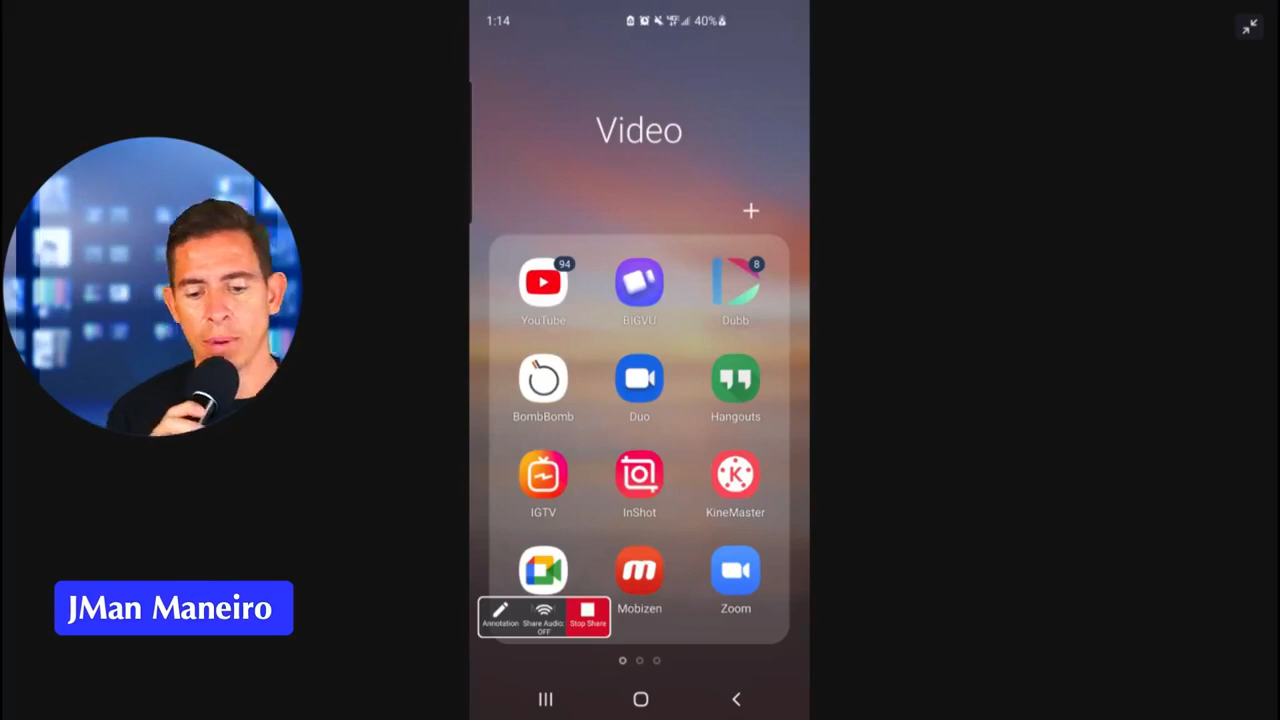 1:14
40%
Video
+
94
8
YouTube
BIGVU
Dubb
BombBomb
Duo
Hangouts
IGTV
InShot
KineMaster
Mobizen
Zoom
Annotation
Share Audio: OFF
Stop Share
JMan Maneiro